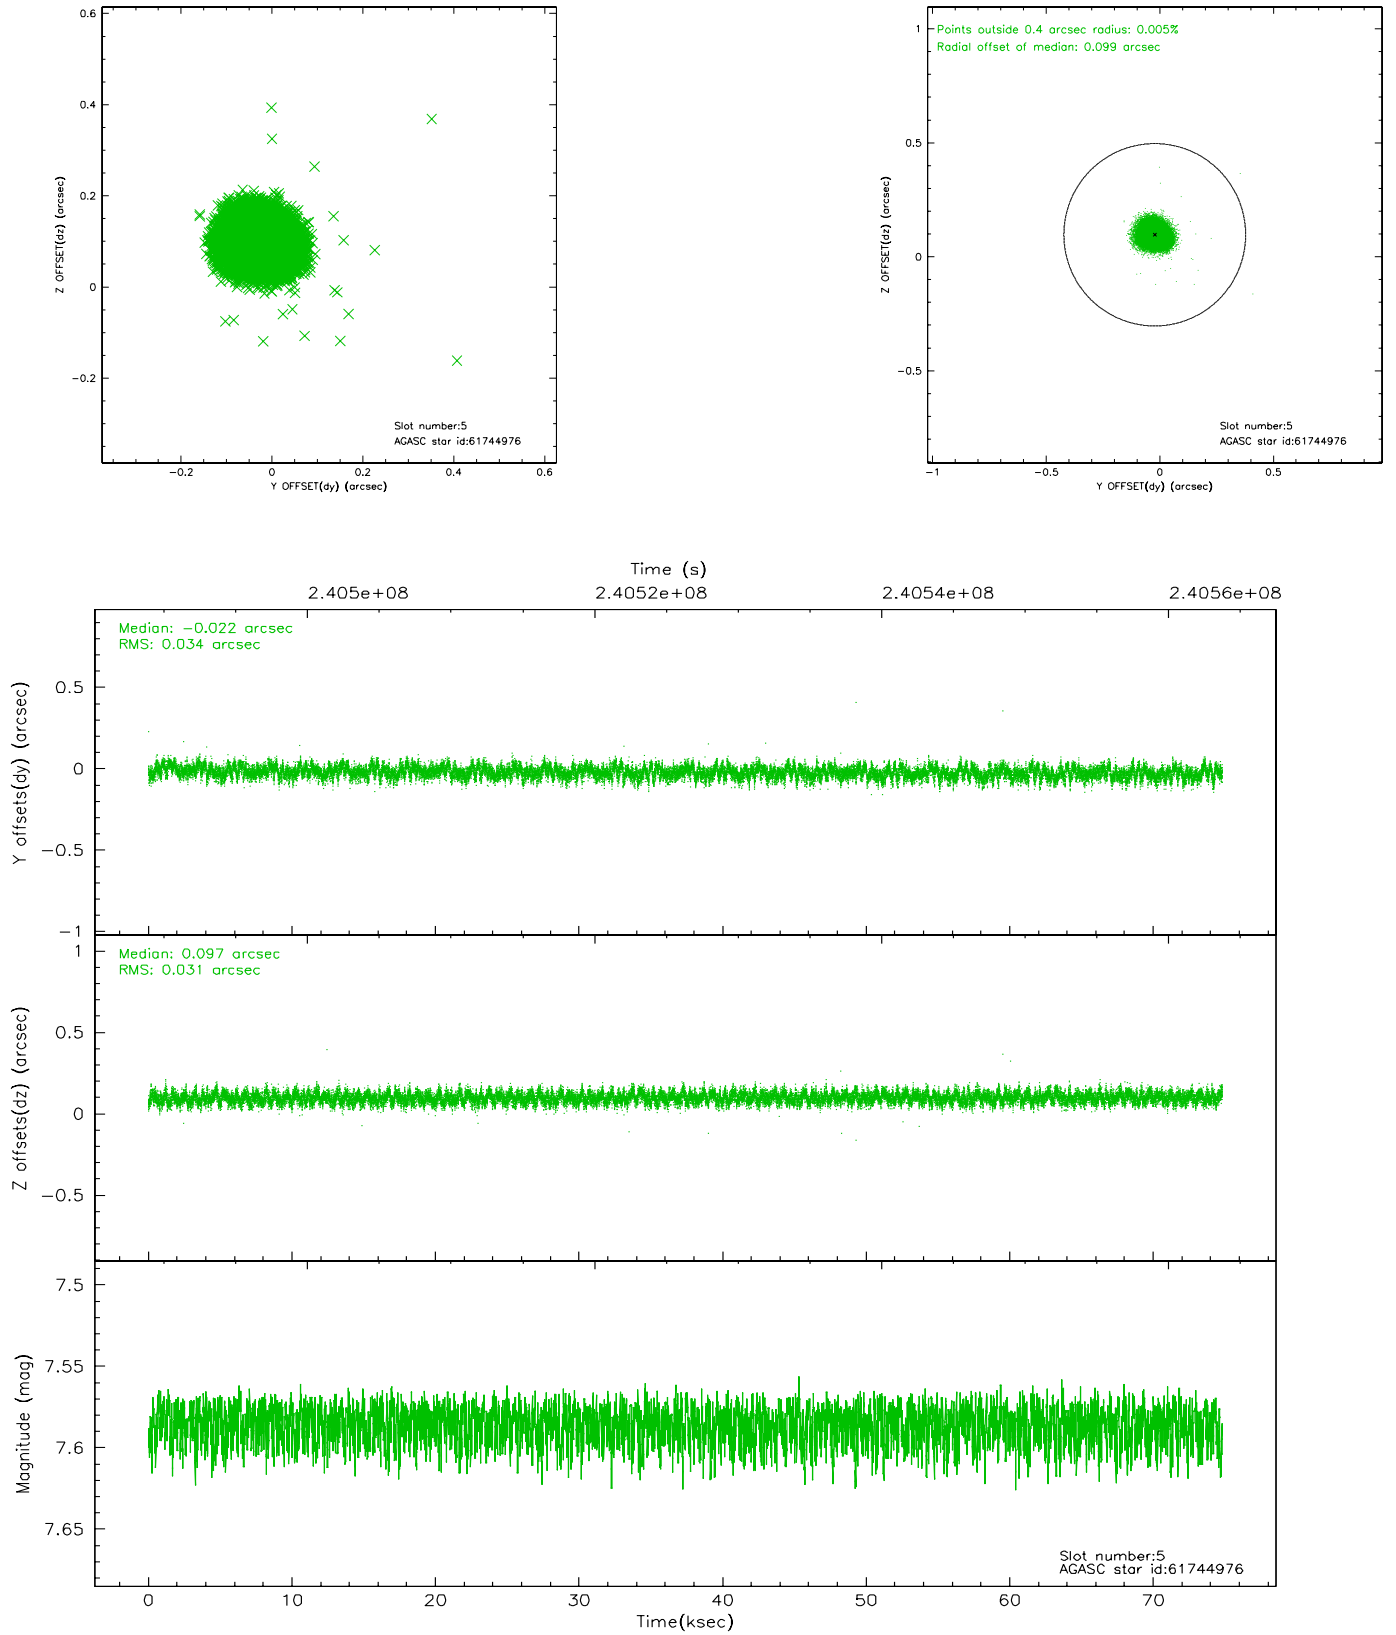 0.6
0.4
0.2
0
−0.2
Z OFFSET(dz) (arcsec)
Slot number:5
AGASC star id:61744976
−0.2 0 0.2 0.4 0.6
Y OFFSET(dy) (arcsec)
Points outside 0.4 arcsec radius: 0.005%
Radial offset of median: 0.099 arcsec
1
0.5
0
−0.5
Z OFFSET(dz) (arcsec)
Slot number:5
AGASC star id:61744976
−1 −0.5 0 0.5
Y OFFSET(dy) (arcsec)
Time (s)
2.405e+08 2.4052e+08 2.4054e+08 2.4056e+08
Median: −0.022 arcsec
RMS: 0.034 arcsec
0.5
0
−0.5
−1
Y offsets(dy) (arcsec)
Median: 0.097 arcsec
RMS: 0.031 arcsec
1
0.5
0
−0.5
Z offsets(dz) (arcsec)
7.5
7.55
7.6
7.65
Magnitude (mag)
Slot number:5
AGASC star id:61744976
0 10 20 30 40 50 60 70
Time(ksec)